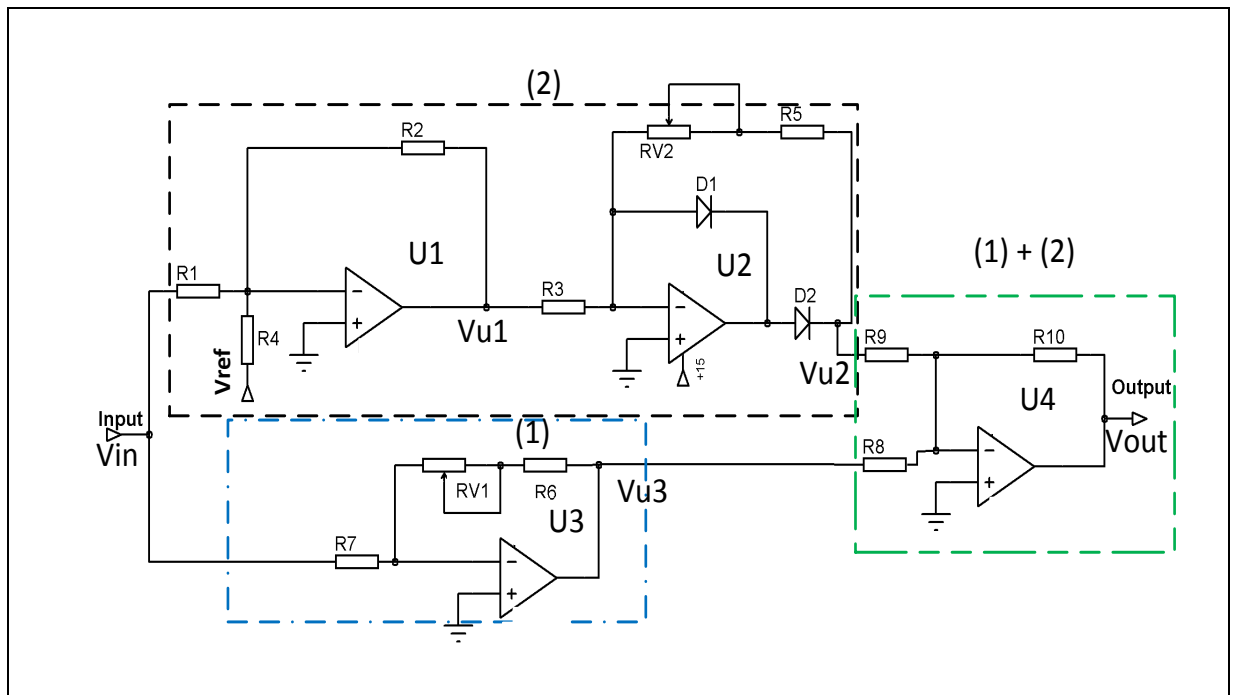 (2)
R2
R5
RV2
D1
U1
U2
(1) + (2)
R1
R3
D2
R4
Vu1
Vref
+15
Vu2
R9
R10
Input
Vin
(1)
U4
Output
Vout
RV1
R6
Vu3
R8
U3
R7